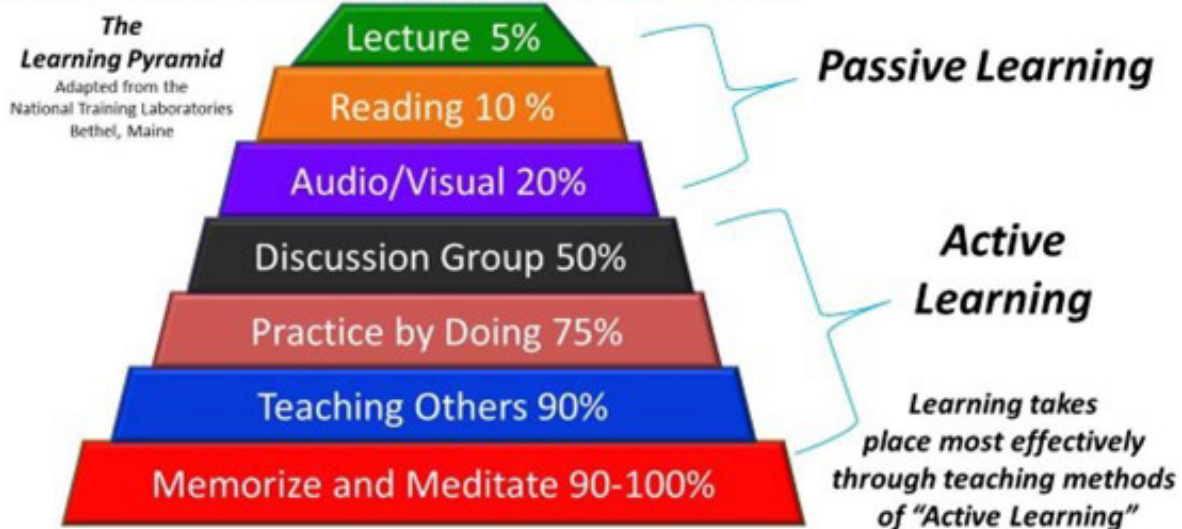 The
Learning Pyramid
Adapted from the
National Training Laboratories
Bethel, Maine
Lecture 5%
Reading 10 %
Audio/Visual 20%
Discussion Group 50%
Practice by Doing 75%
Teaching Others 90%
Memorize and Meditate 90-100%
Passive Learning
Active
Learning
Learning takes
place most effectively
through teaching methods
of “Active Learning”